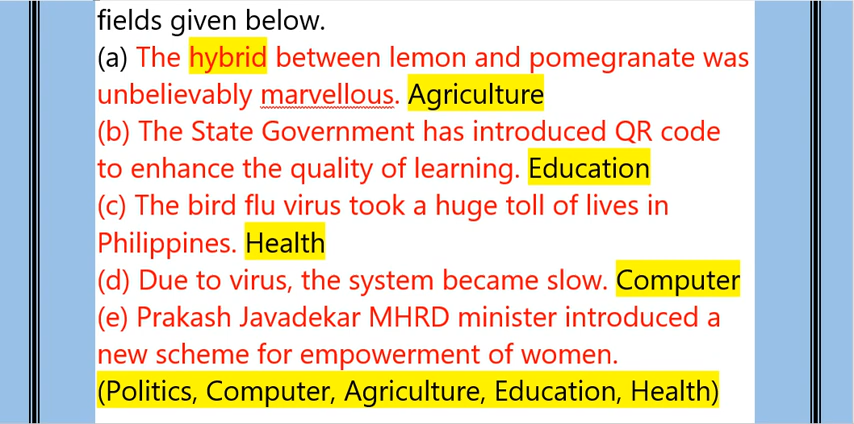 fields given below.
(a) The hybrid between lemon and pomegranate was
unbelievably marvellous. Agriculture
(b) The State Government has introduced QR code
to enhance the quality of learning. Education
(c) The bird flu virus took a huge toll of lives in
Philippines. Health
(d) Due to virus, the system became slow. Computer
(e) Prakash Javadekar MHRD minister introduced a
new scheme for empowerment of women.
(Politics, Computer, Agriculture, Education, Health)